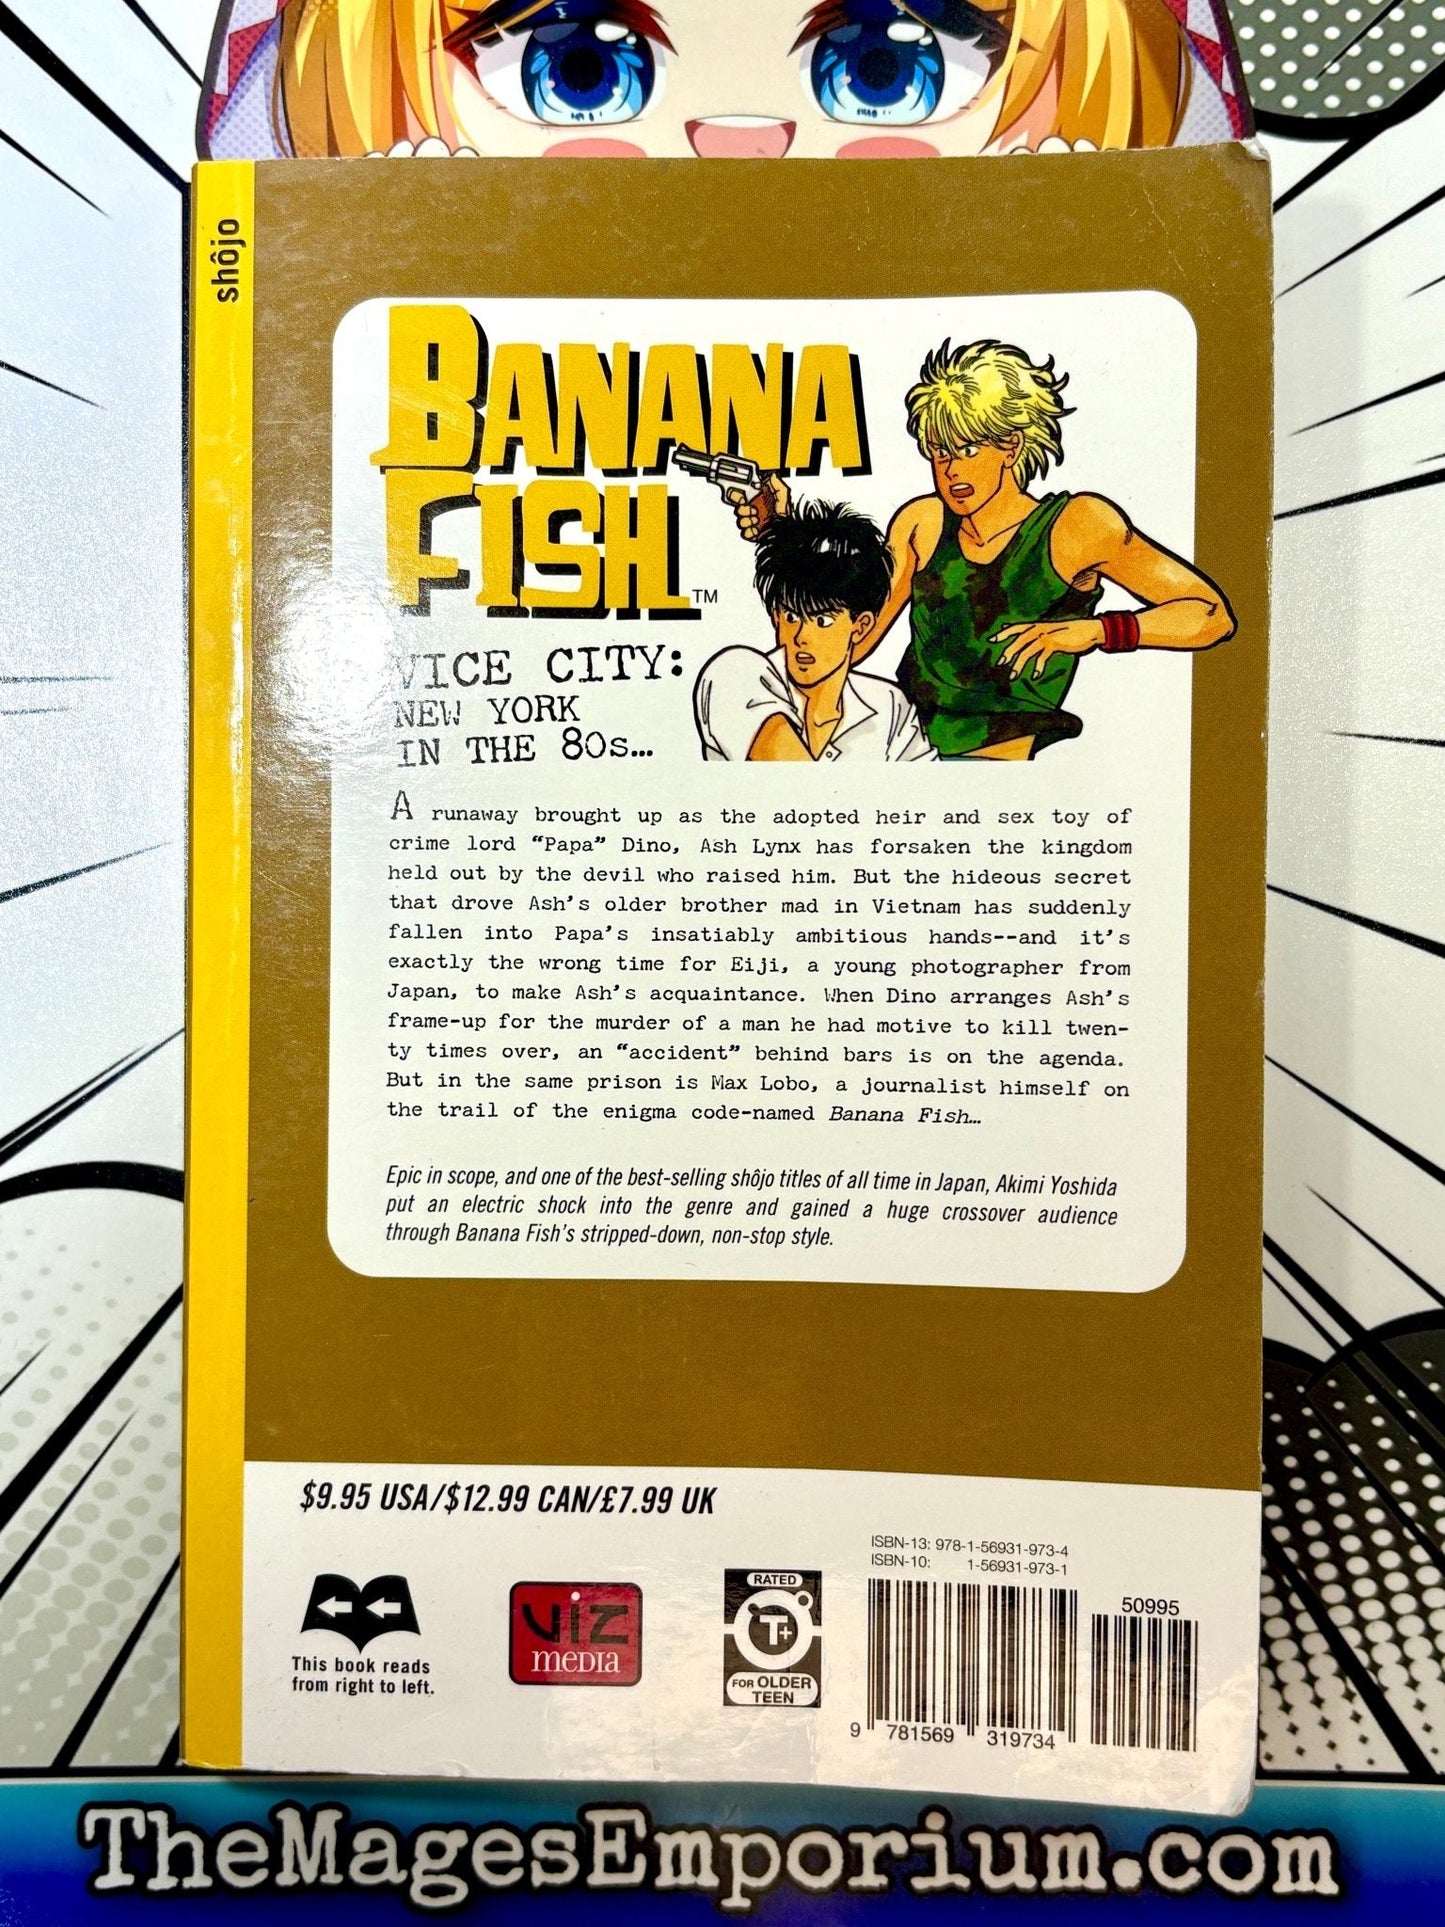 shôjo
BANANA
FISH™
VICE CITY:
NEW YORK
IN THE 80s...
A runaway brought up as the adopted heir and sex toy of
crime lord “Papa” Dino, Ash Lynx has forsaken the kingdom
held out by the devil who raised him. But the hideous secret
that drove Ash’s older brother mad in Vietnam has suddenly
fallen into Papa’s insatiably ambitious hands--and it’s
exactly the wrong time for Eiji, a young photographer from
Japan, to make Ash’s acquaintance. When Dino arranges Ash’s
frame-up for the murder of a man he had motive to kill twen-
ty times over, an “accident” behind bars is on the agenda.
But in the same prison is Max Lobo, a journalist himself on
the trail of the enigma code-named Banana Fish...
Epic in scope, and one of the best-selling shôjo titles of all time in Japan, Akimi Yoshida
put an electric shock into the genre and gained a huge crossover audience
through Banana Fish’s stripped-down, non-stop style.
$9.95 USA/$12.99 CAN/£7.99 UK
This book reads
from right to left.
VIZ
MEDIA
RATED
T+
FOR OLDER
TEEN
ISBN-13: 978-1-56931-973-4
ISBN-10: 1-56931-973-1
50995
9 781569 319734
TheMagesEmporium.com